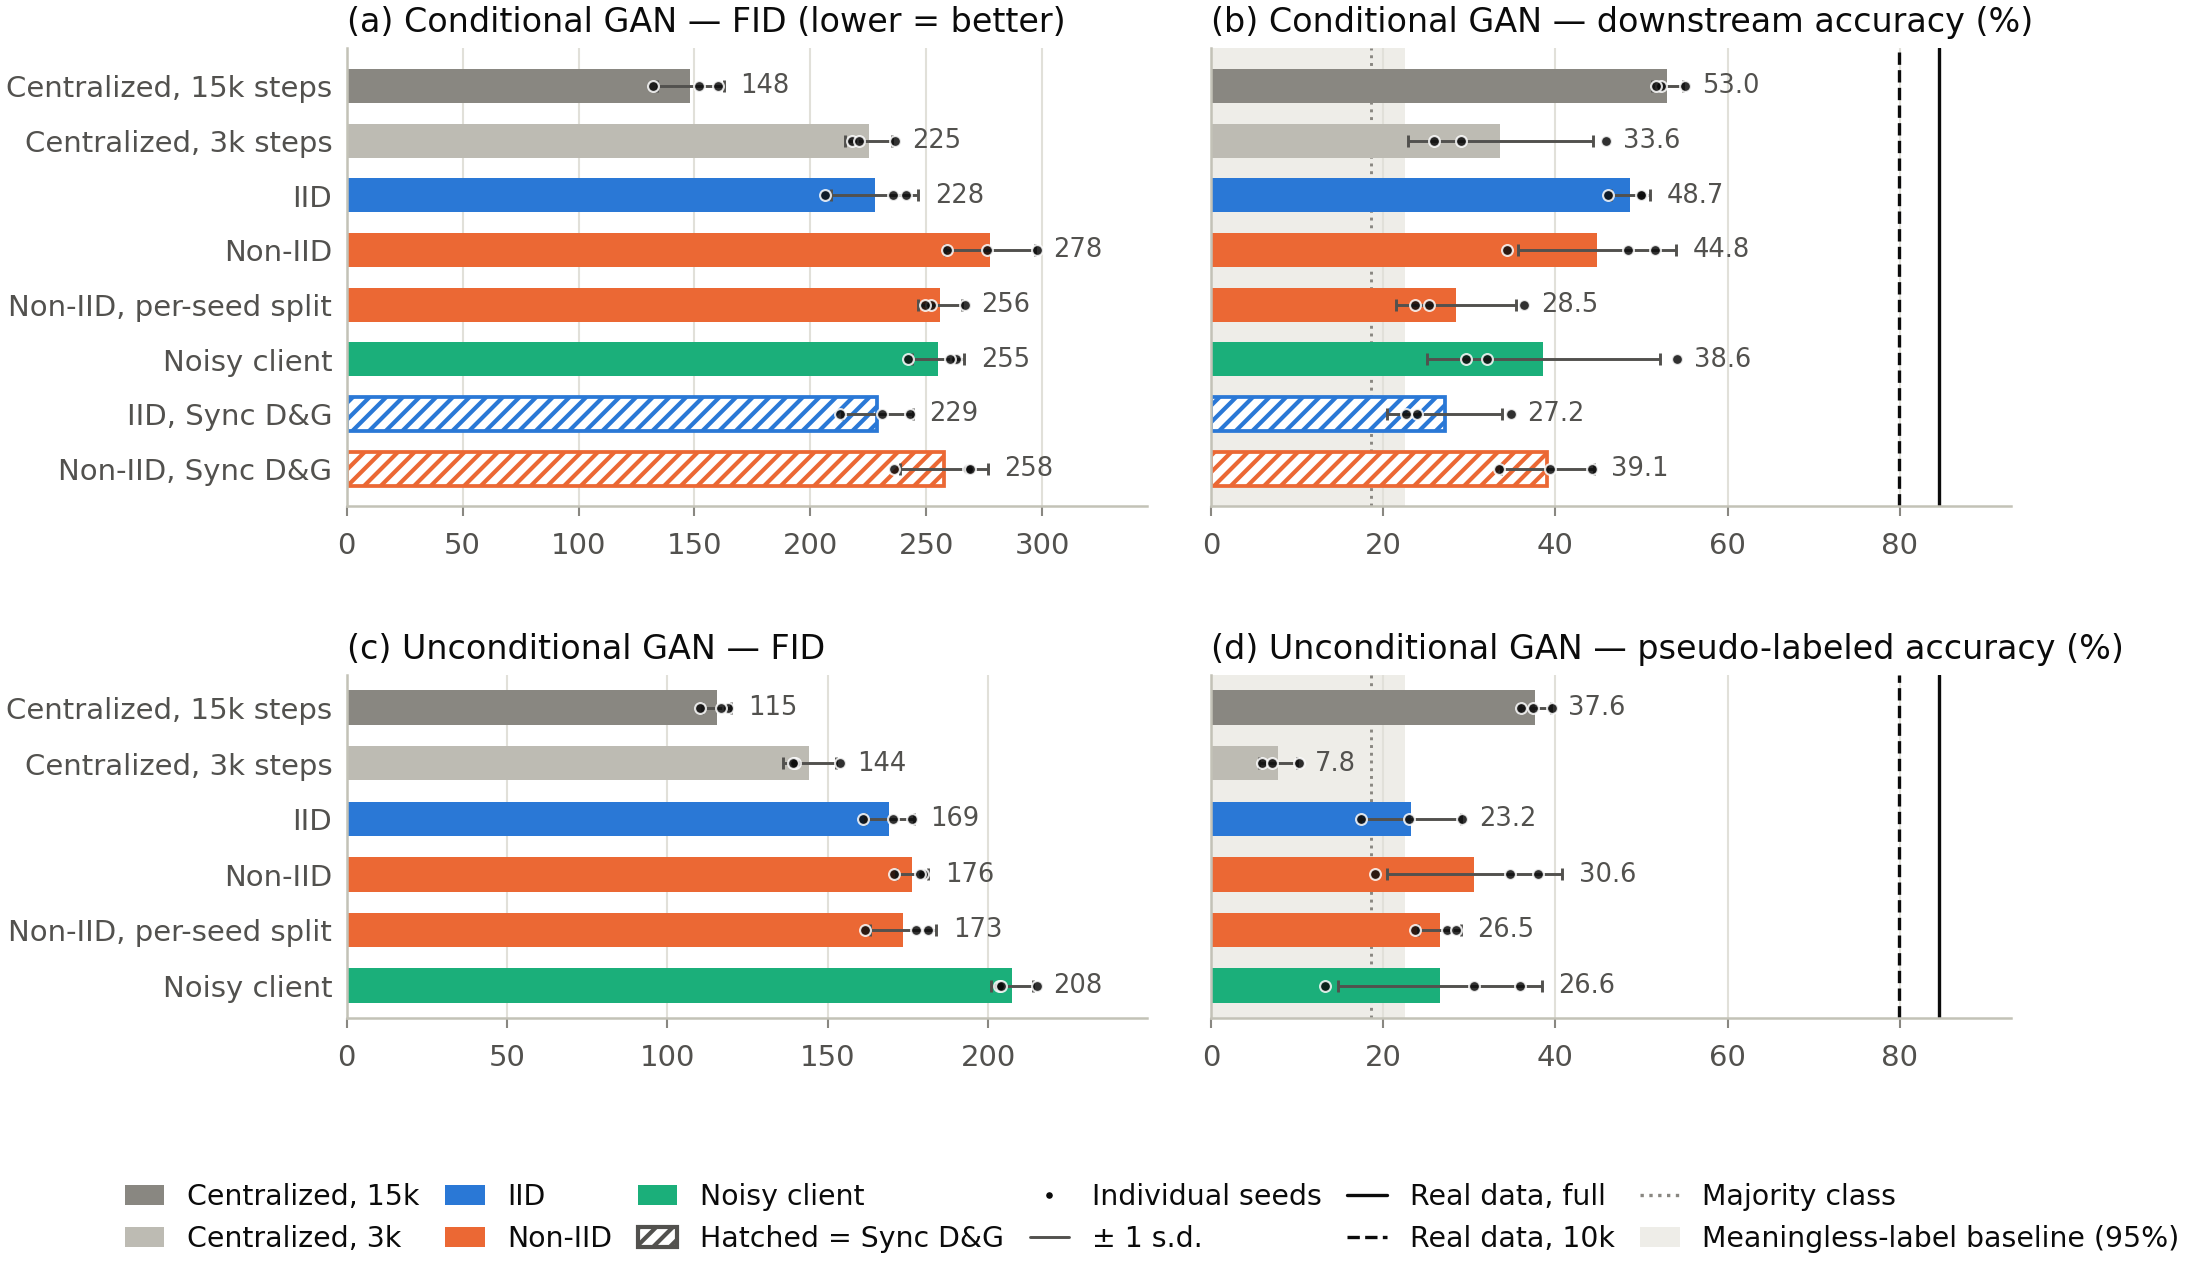 (a) Conditional GAN — FID (lower = better)
Centralized, 15k steps
148
Centralized, 3k steps
225
IID
228
Non-IID
278
Non-IID, per-seed split
256
Noisy client
255
IID, Sync D&G
229
Non-IID, Sync D&G
258
0 50 100 150 200 250 300
(b) Conditional GAN — downstream accuracy (%)
53.0
33.6
48.7
44.8
28.5
38.6
27.2
39.1
0 20 40 60 80
(c) Unconditional GAN — FID
Centralized, 15k steps
115
Centralized, 3k steps
144
IID
169
Non-IID
176
Non-IID, per-seed split
173
Noisy client
208
0 50 100 150 200
(d) Unconditional GAN — pseudo-labeled accuracy (%)
37.6
7.8
23.2
30.6
26.5
26.6
0 20 40 60 80
Centralized, 15k
Centralized, 3k
IID
Non-IID
Noisy client
Hatched = Sync D&G
Individual seeds
± 1 s.d.
Real data, full
Real data, 10k
Majority class
Meaningless-label baseline (95%)